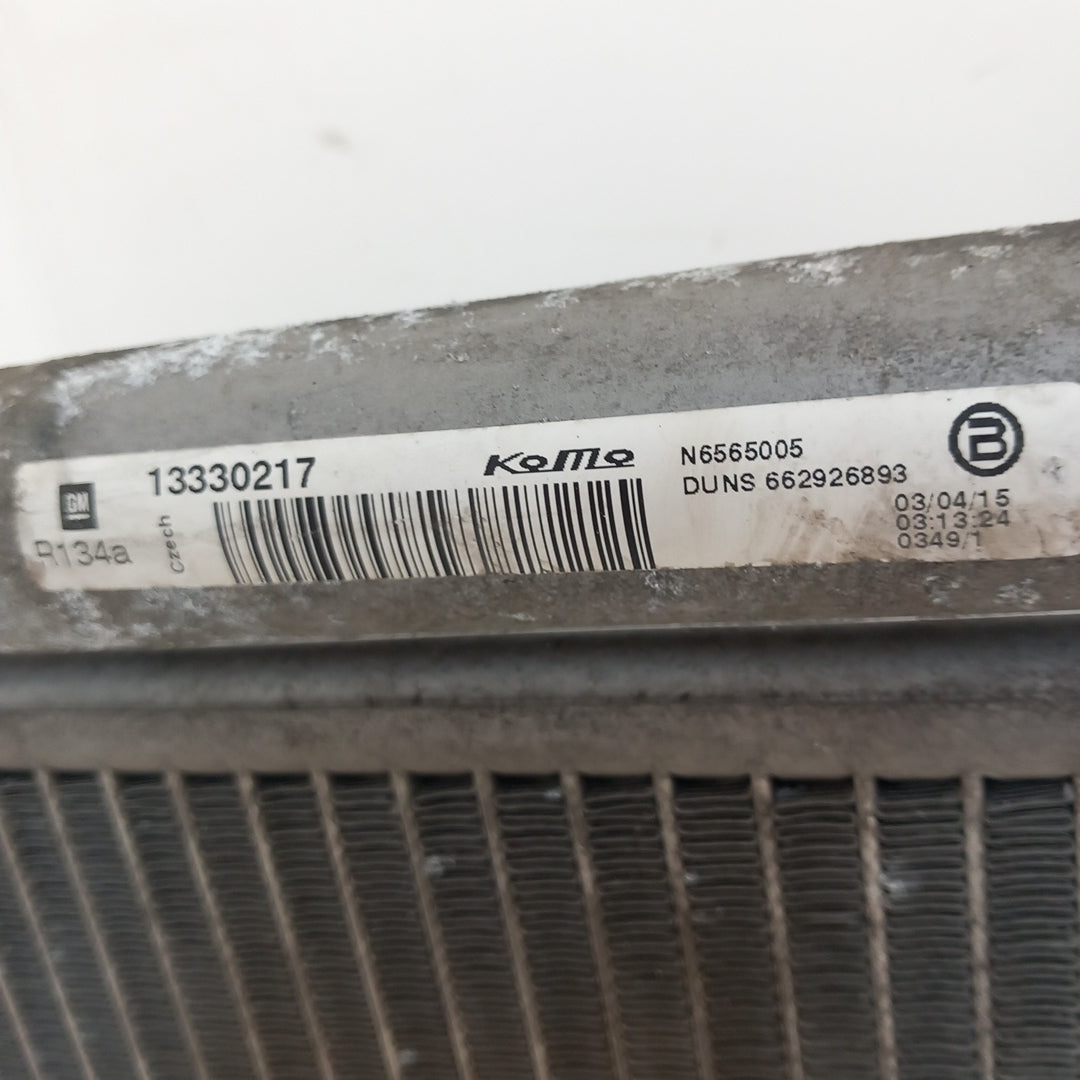 GM
13330217
R134a
Czech
KoMo
N6565005
DUNS 662926893
B
03/04/15
03:13:24
0349/1